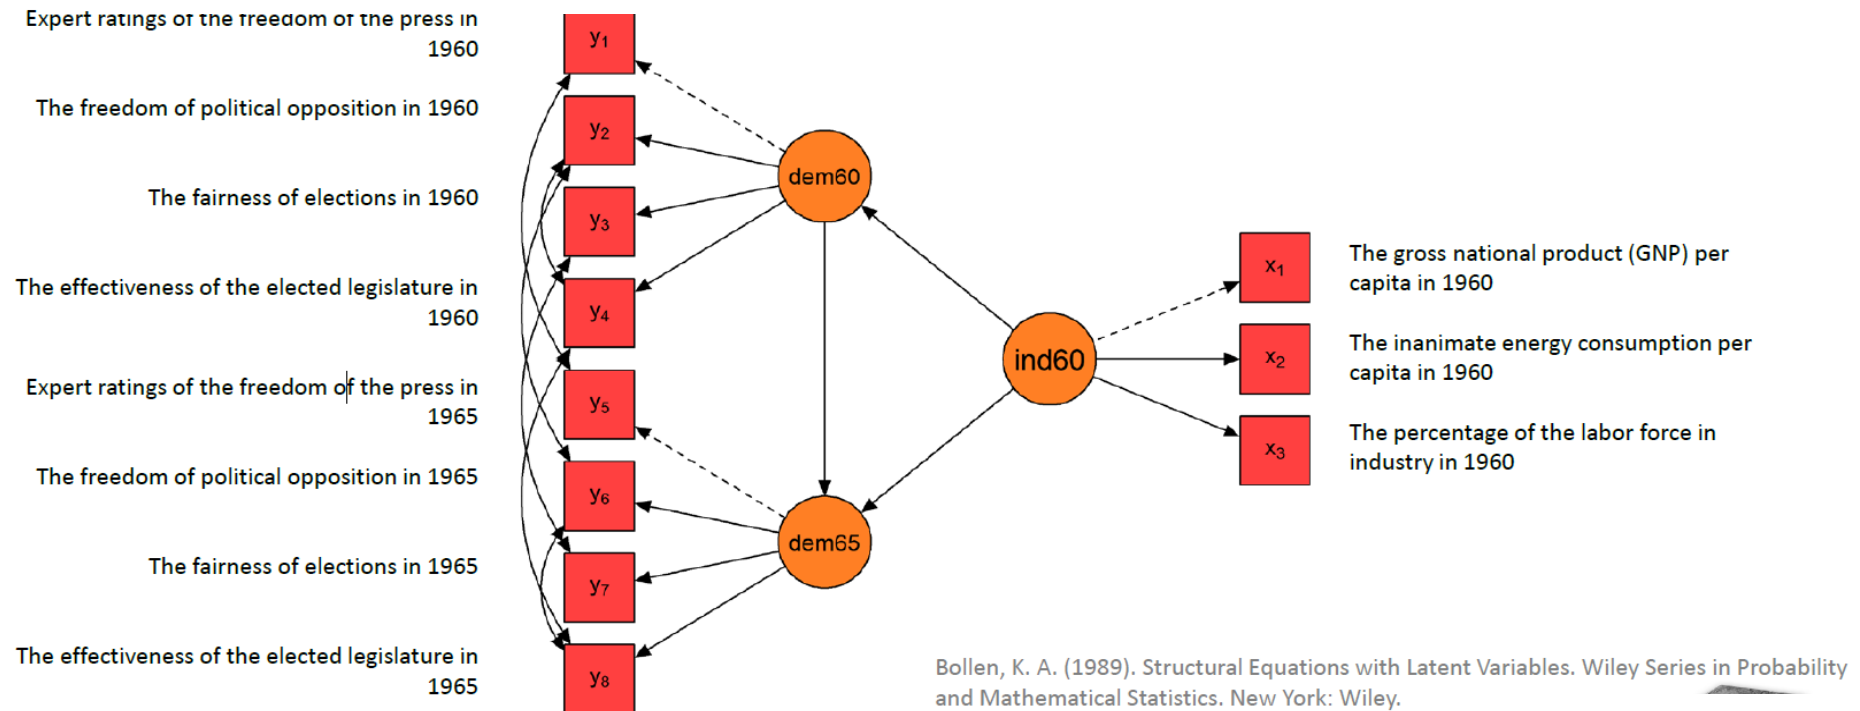 Expert ratings of the freedom of the press in
1960
The freedom of political opposition in 1960
The fairness of elections in 1960
The effectiveness of the elected legislature in
1960
Expert ratings of the freedom of the press in
1965
The freedom of political opposition in 1965
The fairness of elections in 1965
The effectiveness of the elected legislature in
1965
y1
y2
y3
y4
y5
y6
y7
y8
dem60
dem65
ind60
x1
x2
x3
The gross national product (GNP) per
capita in 1960
The inanimate energy consumption per
capita in 1960
The percentage of the labor force in
industry in 1960
Bollen, K. A. (1989). Structural Equations with Latent Variables. Wiley Series in Probability
and Mathematical Statistics. New York: Wiley.